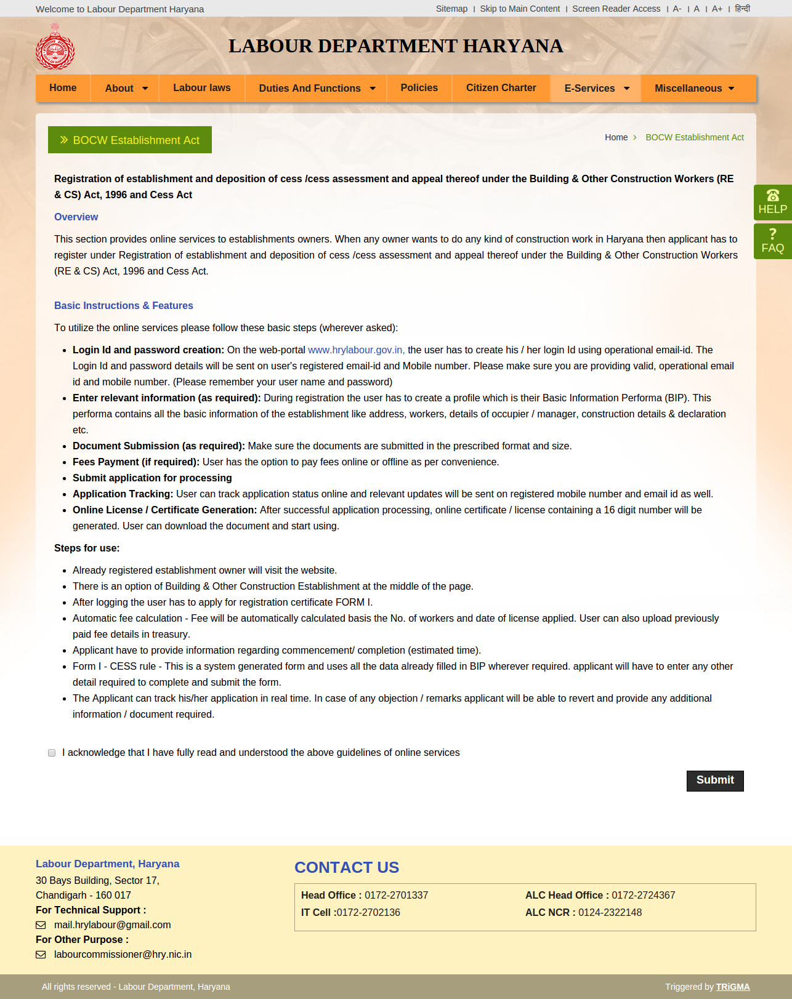 Welcome to Labour Department Haryana
Sitemap | Skip to Main Content | Screen Reader Access | A- | A | A+ | हिन्दी
LABOUR DEPARTMENT HARYANA
Home About Labour laws Duties And Functions Policies Citizen Charter E-Services Miscellaneous
BOCW Establishment Act
Home > BOCW Establishment Act
Registration of establishment and deposition of cess /cess assessment and appeal thereof under the Building & Other Construction Workers (RE
& CS) Act, 1996 and Cess Act
HELP
Overview
This section provides online services to establishments owners. When any owner wants to do any kind of construction work in Haryana then applicant has to
register under Registration of establishment and deposition of cess /cess assessment and appeal thereof under the Building & Other Construction Workers
(RE & CS) Act, 1996 and Cess Act.
?
FAQ
Basic Instructions & Features
To utilize the online services please follow these basic steps (wherever asked):
• Login Id and password creation: On the web-portal www.hrylabour.gov.in, the user has to create his / her login Id using operational email-id. The
Login Id and password details will be sent on user's registered email-id and Mobile number. Please make sure you are providing valid, operational email
id and mobile number. (Please remember your user name and password)
• Enter relevant information (as required): During registration the user has to create a profile which is their Basic Information Performa (BIP). This
performa contains all the basic information of the establishment like address, workers, details of occupier / manager, construction details & declaration
etc.
• Document Submission (as required): Make sure the documents are submitted in the prescribed format and size.
• Fees Payment (if required): User has the option to pay fees online or offline as per convenience.
• Submit application for processing
• Application Tracking: User can track application status online and relevant updates will be sent on registered mobile number and email id as well.
• Online License / Certificate Generation: After successful application processing, online certificate / license containing a 16 digit number will be
generated. User can download the document and start using.
Steps for use:
• Already registered establishment owner will visit the website.
• There is an option of Building & Other Construction Establishment at the middle of the page.
• After logging the user has to apply for registration certificate FORM I.
• Automatic fee calculation - Fee will be automatically calculated basis the No. of workers and date of license applied. User can also upload previously
paid fee details in treasury.
• Applicant have to provide information regarding commencement/ completion (estimated time).
• Form I - CESS rule - This is a system generated form and uses all the data already filled in BIP wherever required. applicant will have to enter any other
detail required to complete and submit the form.
• The Applicant can track his/her application in real time. In case of any objection / remarks applicant will be able to revert and provide any additional
information / document required.
I acknowledge that I have fully read and understood the above guidelines of online services
Submit
Labour Department, Haryana
30 Bays Building, Sector 17,
Chandigarh - 160 017
For Technical Support :
mail.hrylabour@gmail.com
For Other Purpose :
labourcommissioner@hry.nic.in
CONTACT US
Head Office : 0172-2701337 ALC Head Office : 0172-2724367
IT Cell :0172-2702136 ALC NCR : 0124-2322148
All rights reserved - Labour Department, Haryana
Triggered by TRiGMA